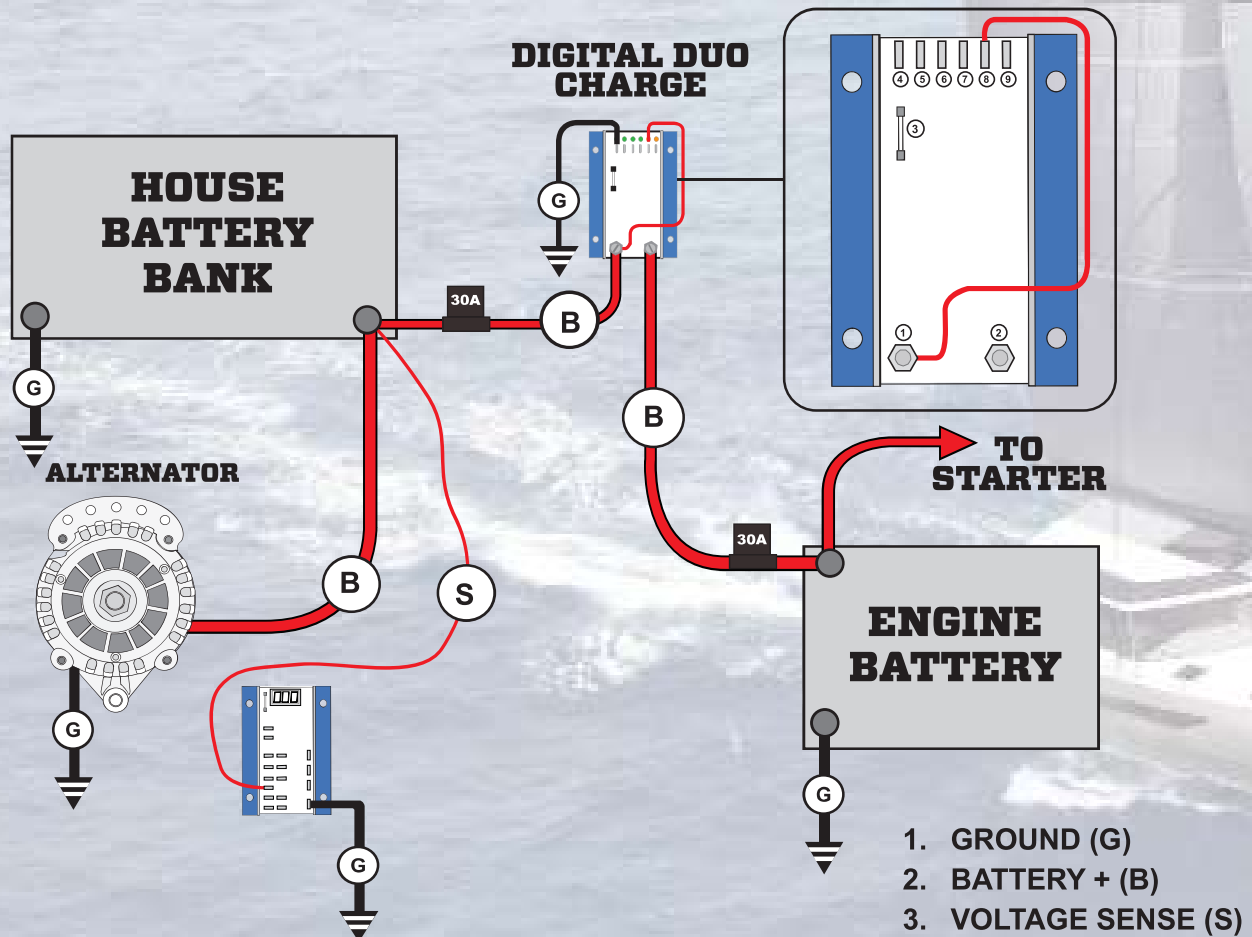 DIGITAL DUO
CHARGE
4 5 6 7 8 9
3
1
2
HOUSE
BATTERY
BANK
G
30A
B
G
G
B
ALTERNATOR
TO
STARTER
30A
B
S
ENGINE
BATTERY
G
000
G
G
1. GROUND (G)
2. BATTERY + (B)
3. VOLTAGE SENSE (S)